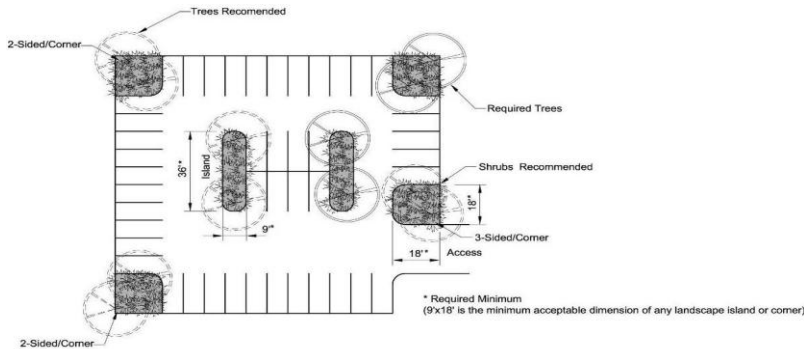 Trees Recomended
2-Sided/Corner
Required Trees
36'*
Island
Shrubs Recommended
18'*
9'*
3-Sided/Corner
18'*
Access
* Required Minimum
(9'x18' is the minimum acceptable dimension of any landscape island or corner)
2-Sided/Corner